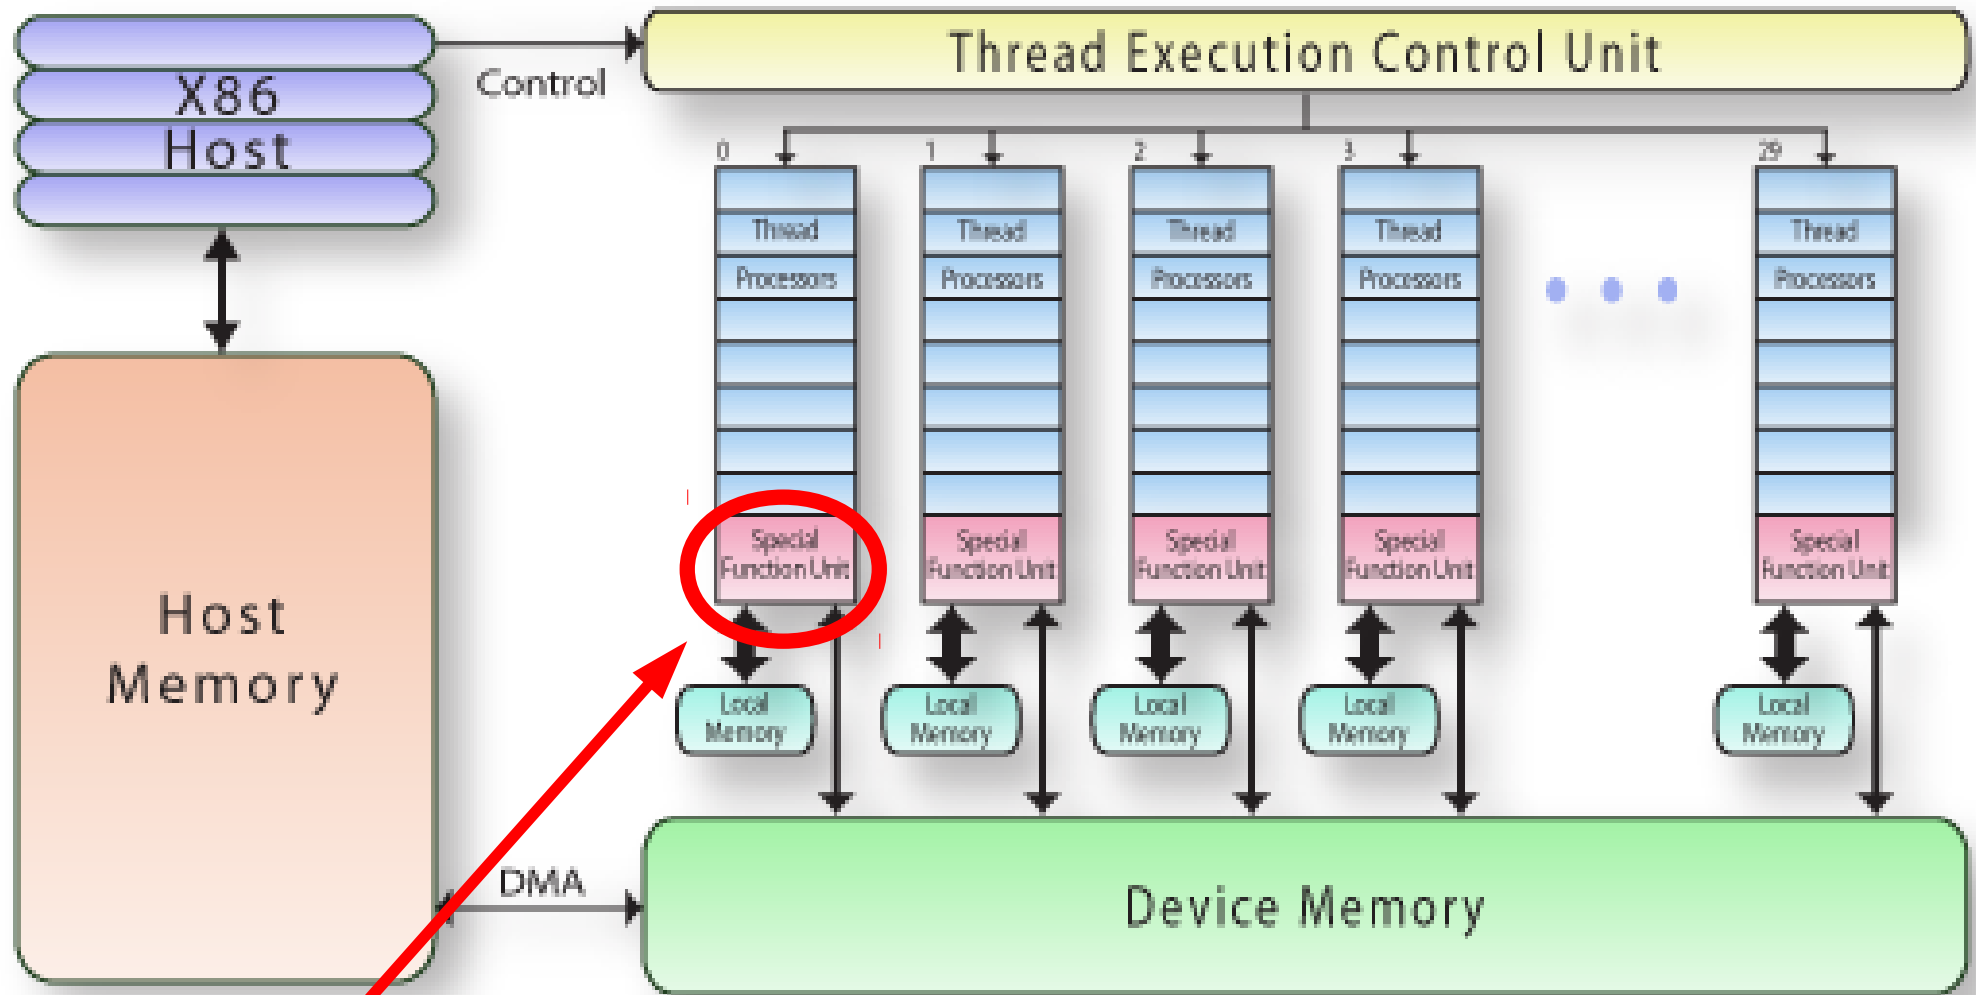 X86
Host
Control
Thread Execution Control Unit
0
1
2
3
29
Thread
Processors
Thread
Processors
Thread
Processors
Thread
Processors
Thread
Processors
Special
Function Unit
Special
Function Unit
Special
Function Unit
Special
Function Unit
Special
Function Unit
Host
Memory
Local
Memory
Local
Memory
Local
Memory
Local
Memory
Local
Memory
DMA
Device Memory